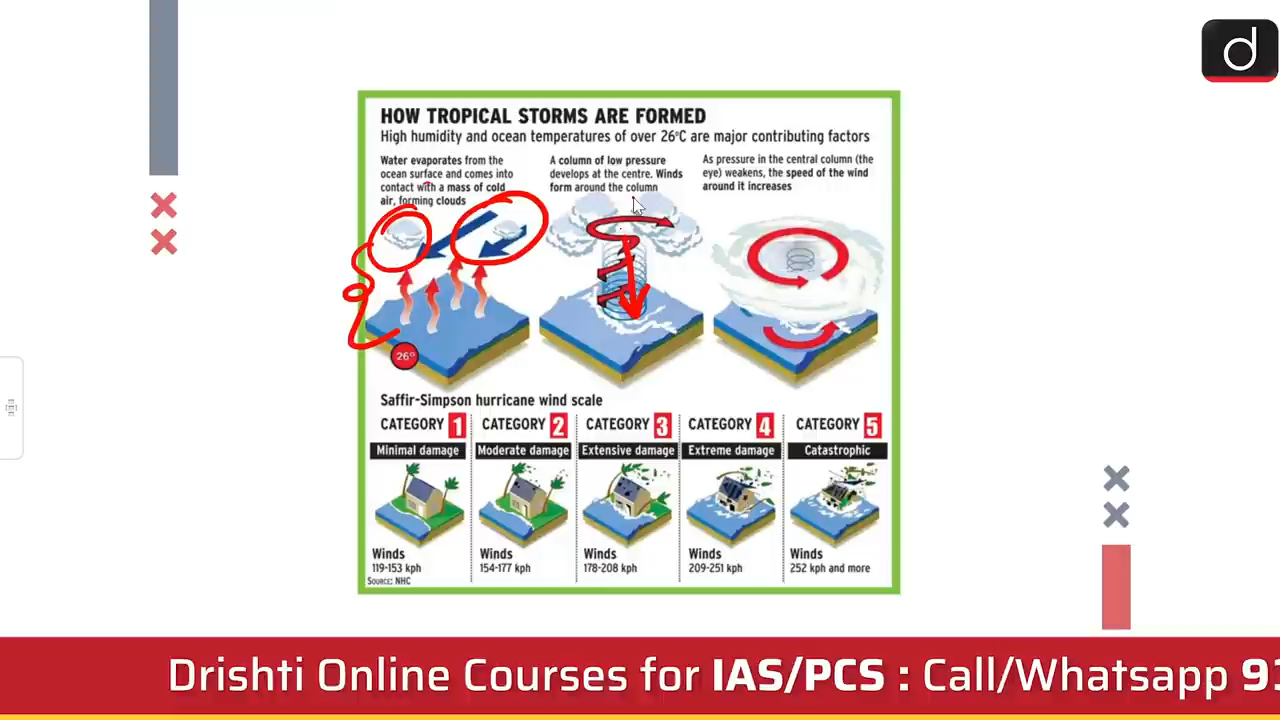 d
HOW TROPICAL STORMS ARE FORMED
High humidity and ocean temperatures of over 26°C are major contributing factors
Water evaporates from the
ocean surface and comes into
contact with a mass of cold
air, forming clouds
A column of low pressure
develops at the centre. Winds
form around the column
As pressure in the central column (the
eye) weakens, the speed of the wind
around it increases
26°
Saffir-Simpson hurricane wind scale
CATEGORY 1
Minimal damage
Winds
119-153 kph
CATEGORY 2
Moderate damage
Winds
154-177 kph
CATEGORY 3
Extensive damage
Winds
178-208 kph
CATEGORY 4
Extreme damage
Winds
209-251 kph
CATEGORY 5
Catastrophic
Winds
252 kph and more
SOURCE: NHC
Drishti Online Courses for IAS/PCS : Call/Whatsapp 93